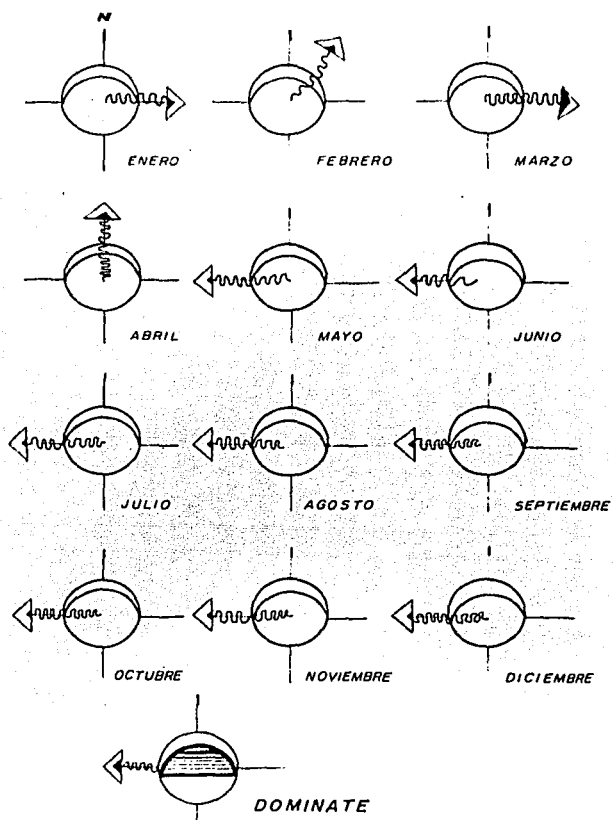 N
ENERO
FEBRERO
MARZO
ABRIL
MAYO
JUNIO
JULIO
AGOSTO
SEPTIEMBRE
OCTUBRE
NOVIEMBRE
DICIEMBRE
DOMINATE